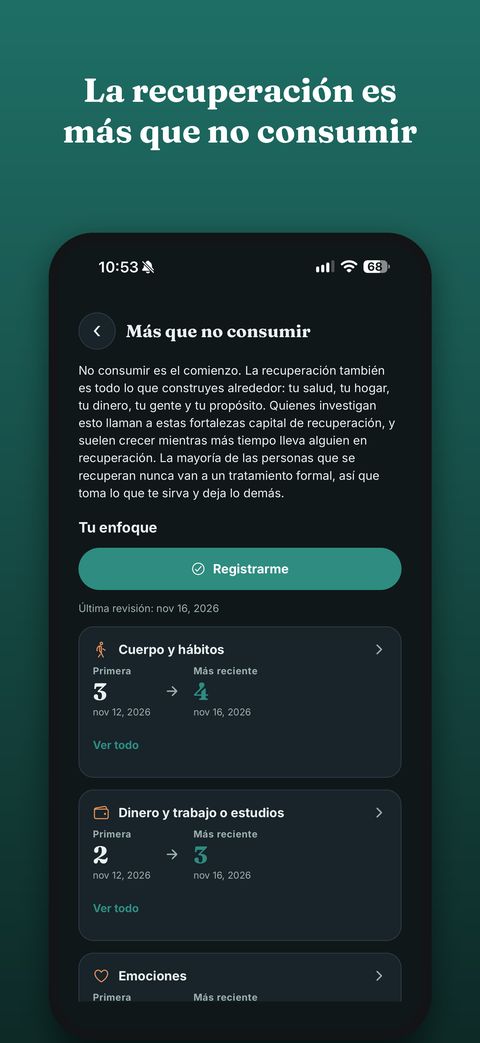 La recuperación es
más que no consumir
10:53
68
Más que no consumir
No consumir es el comienzo. La recuperación también
es todo lo que construyes alrededor: tu salud, tu hogar,
tu dinero, tu gente y tu propósito. Quienes investigan
esto llaman a estas fortalezas capital de recuperación, y
suelen crecer mientras más tiempo lleva alguien en
recuperación. La mayoría de las personas que se
recuperan nunca van a un tratamiento formal, así que
toma lo que te sirva y deja lo demás.
Tu enfoque
Registrarme
Última revisión: nov 16, 2026
Cuerpo y hábitos
Primera Más reciente
3 → 4
nov 12, 2026 nov 16, 2026
Ver todo
Dinero y trabajo o estudios
Primera Más reciente
2 → 3
nov 12, 2026 nov 16, 2026
Ver todo
Emociones
Primera Más reciente